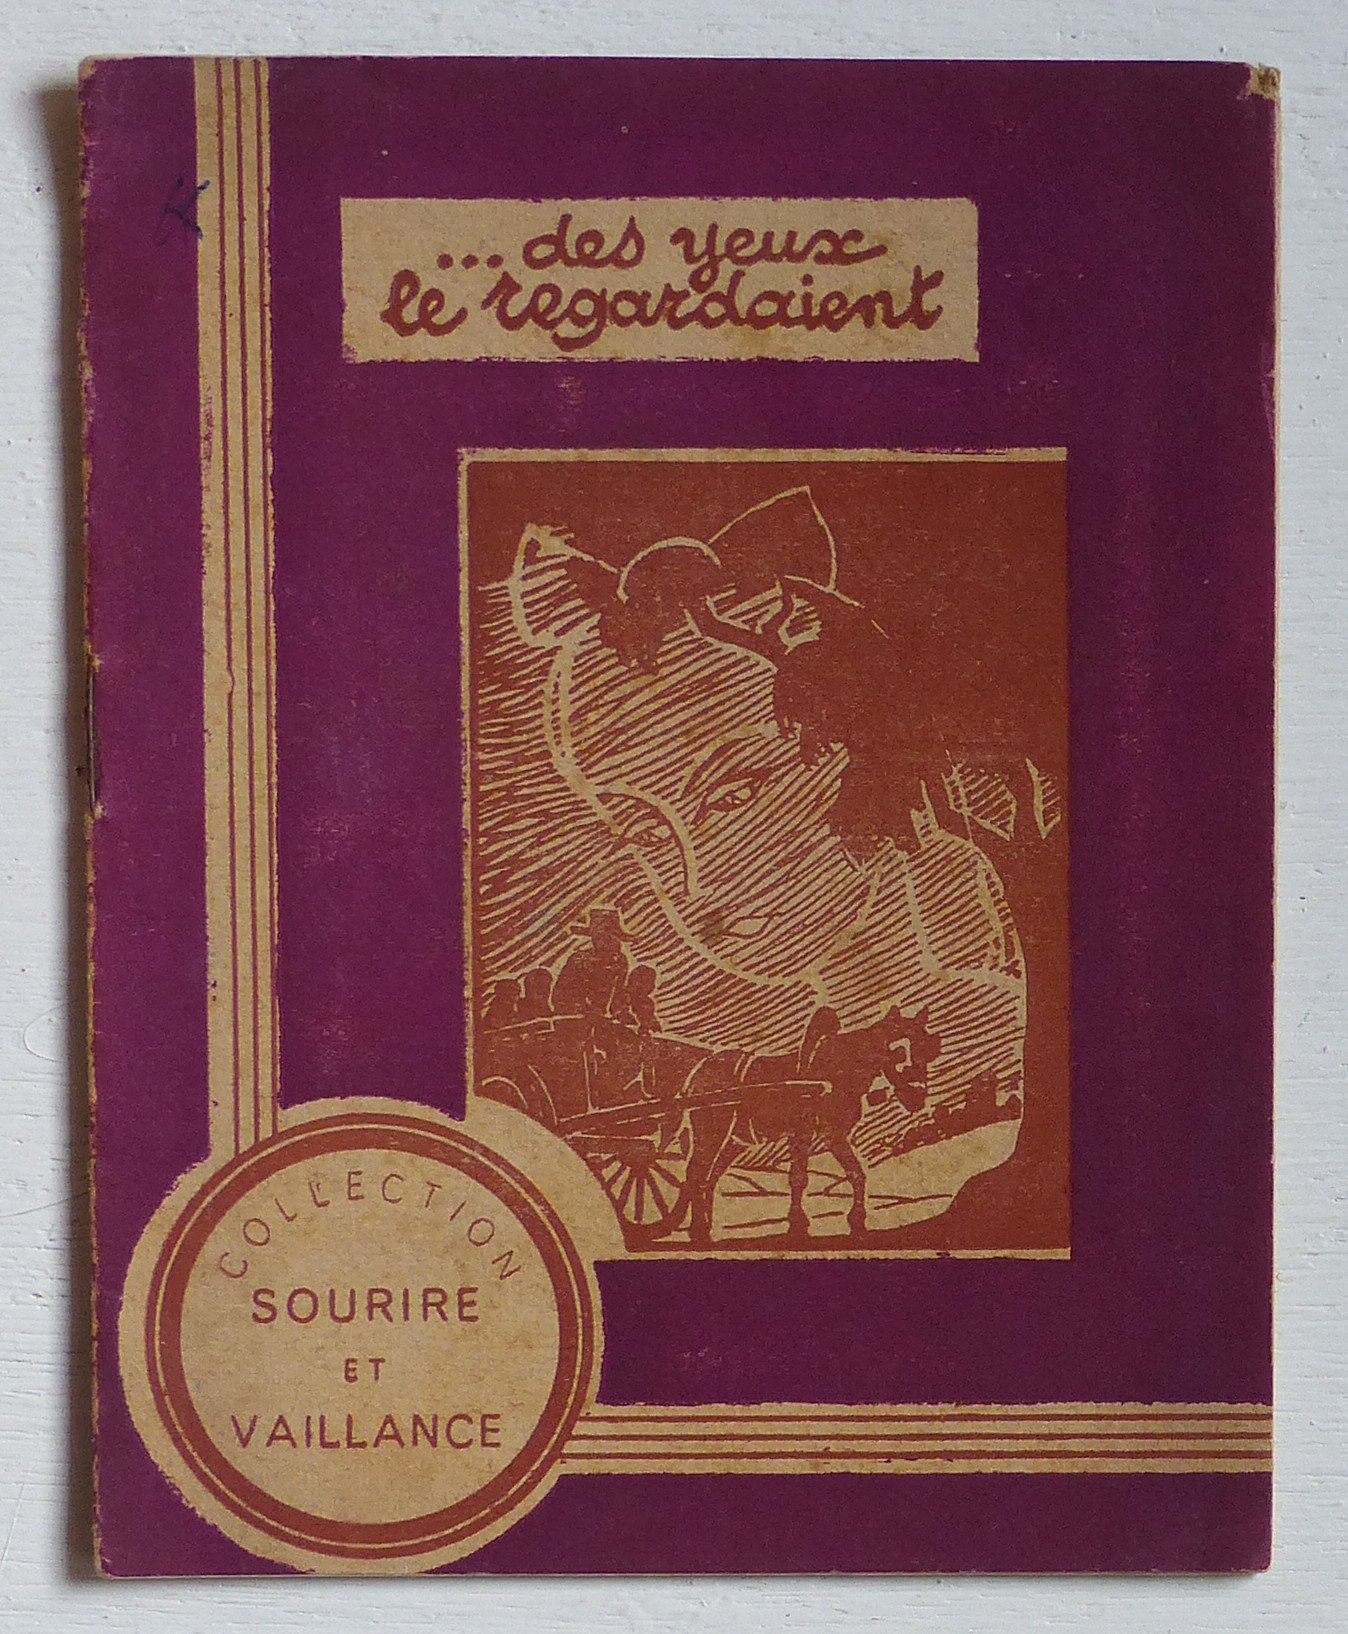 ... des yeux
le regardaient
COLLECTION
SOURIRE
ET
VAILLANCE